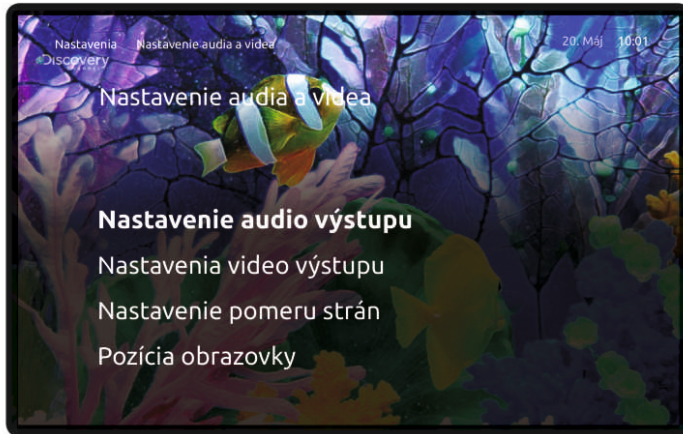 Nastavenia Nastavenie audia a videa
20. Máj 10:01
Discovery
Nastavenie audia a videa
Nastavenie audio výstupu
Nastavenia video výstupu
Nastavenie pomeru strán
Pozícia obrazovky